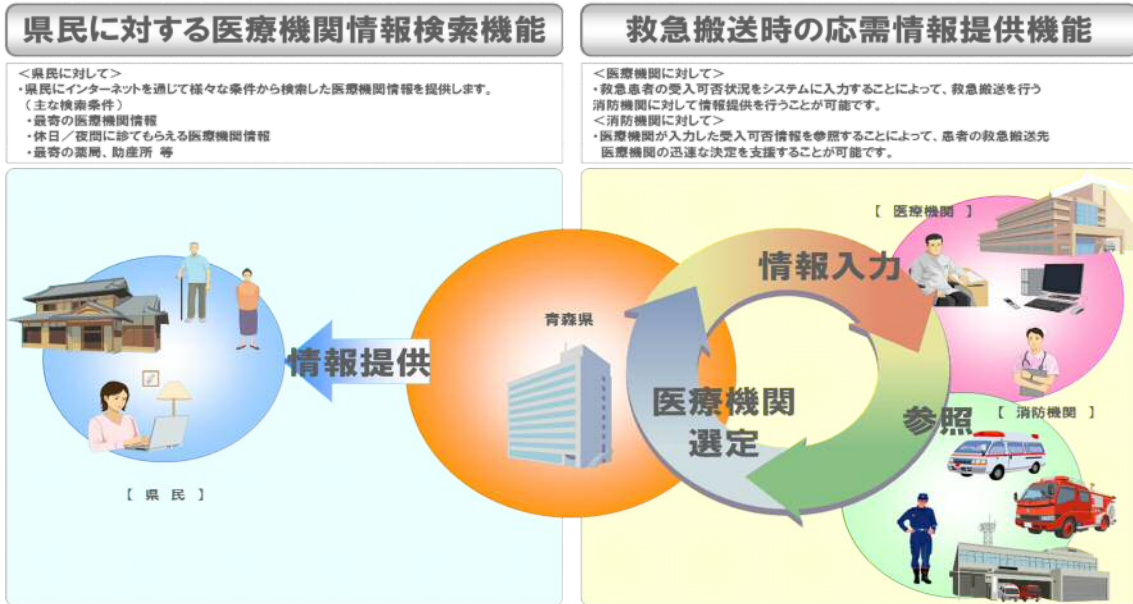 県民に対する医療機関情報検索機能
＜県民に対して＞
・県民にインターネットを通じて様々な条件から検索した医療機関情報を提供します。
（主な検索条件）
・最寄の医療機関情報
・休日／夜間に診てもらえる医療機関情報
・最寄の薬局、助産所 等
救急搬送時の応需情報提供機能
＜医療機関に対して＞
・救急患者の受入可否状況をシステムに入力することによって、救急搬送を行う
消防機関に対して情報提供を行うことが可能です。
＜消防機関に対して＞
・医療機関が入力した受入可否情報を参照することによって、患者の救急搬送先
医療機関の迅速な決定を支援することが可能です。
【 医療機関 】
情報入力
青森県
情報提供
医療機関
選定
参照
【 消防機関 】
【 県 民 】